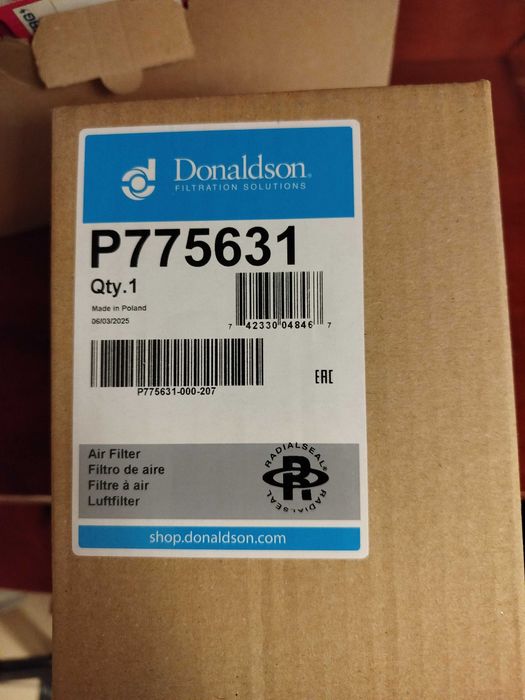 Donaldson®
FILTRATION SOLUTIONS
P775631
Qty.1
Made in Poland
06/03/2025
7 42330 04846 7
P775631-000-207
EAC
Air Filter
Filtro de aire
Filtre à air
Luftfilter
RADIALSEAL®
R
RADIALSEAL
shop.donaldson.com